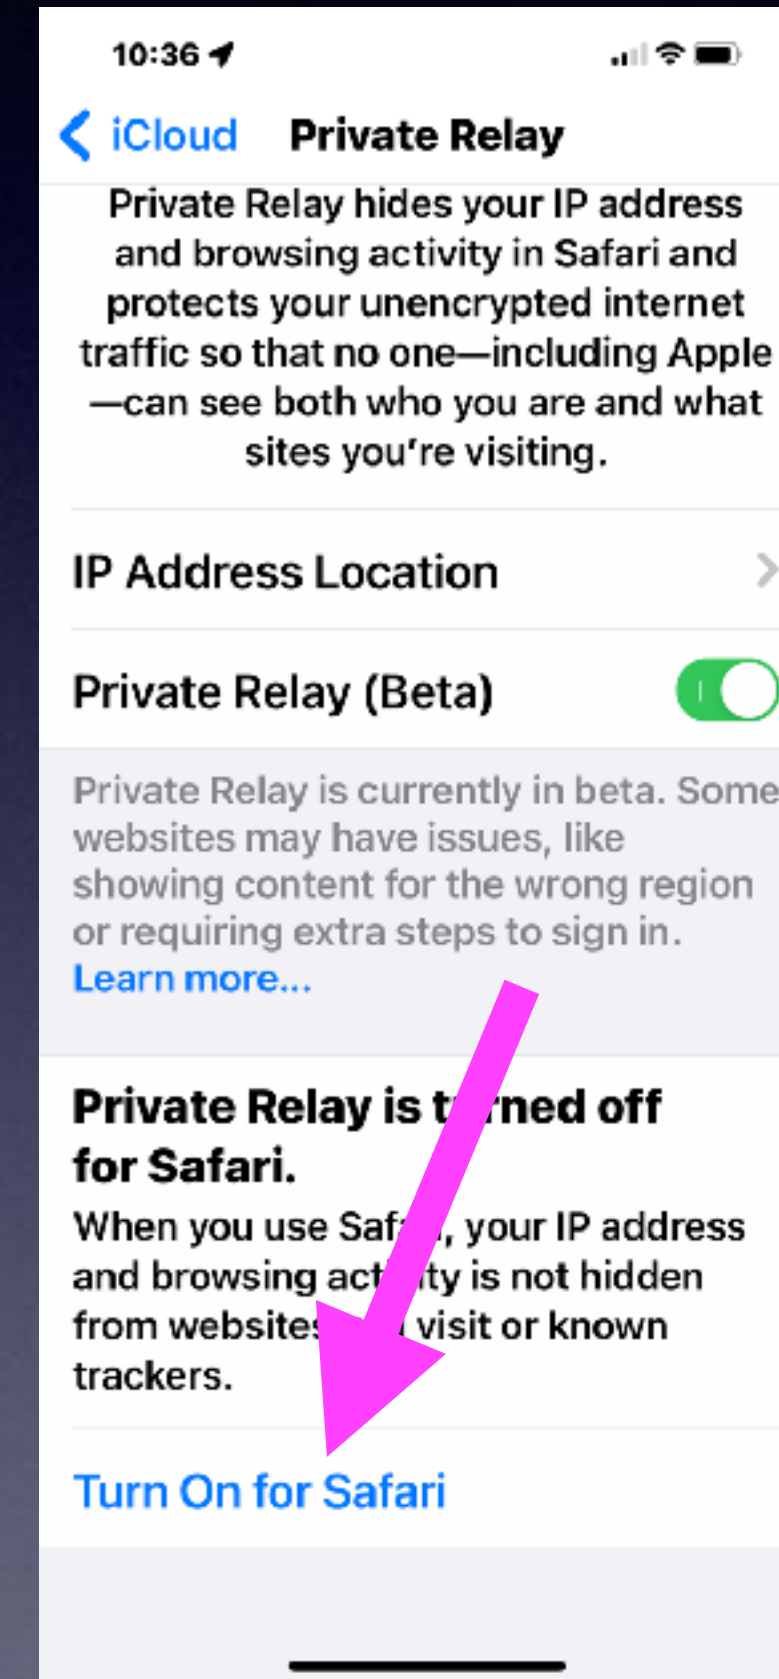 10:36
iCloud Private Relay
Private Relay hides your IP address
and browsing activity in Safari and
protects your unencrypted internet
traffic so that no one—including Apple
—can see both who you are and what
sites you're visiting.
IP Address Location
Private Relay (Beta)
Private Relay is currently in beta. Some
websites may have issues, like
showing content for the wrong region
or requiring extra steps to sign in.
Learn more...
Private Relay is turned off
for Safari.
When you use Safari, your IP address
and browsing activity is not hidden
from websites visit or known
trackers.
Turn On for Safari